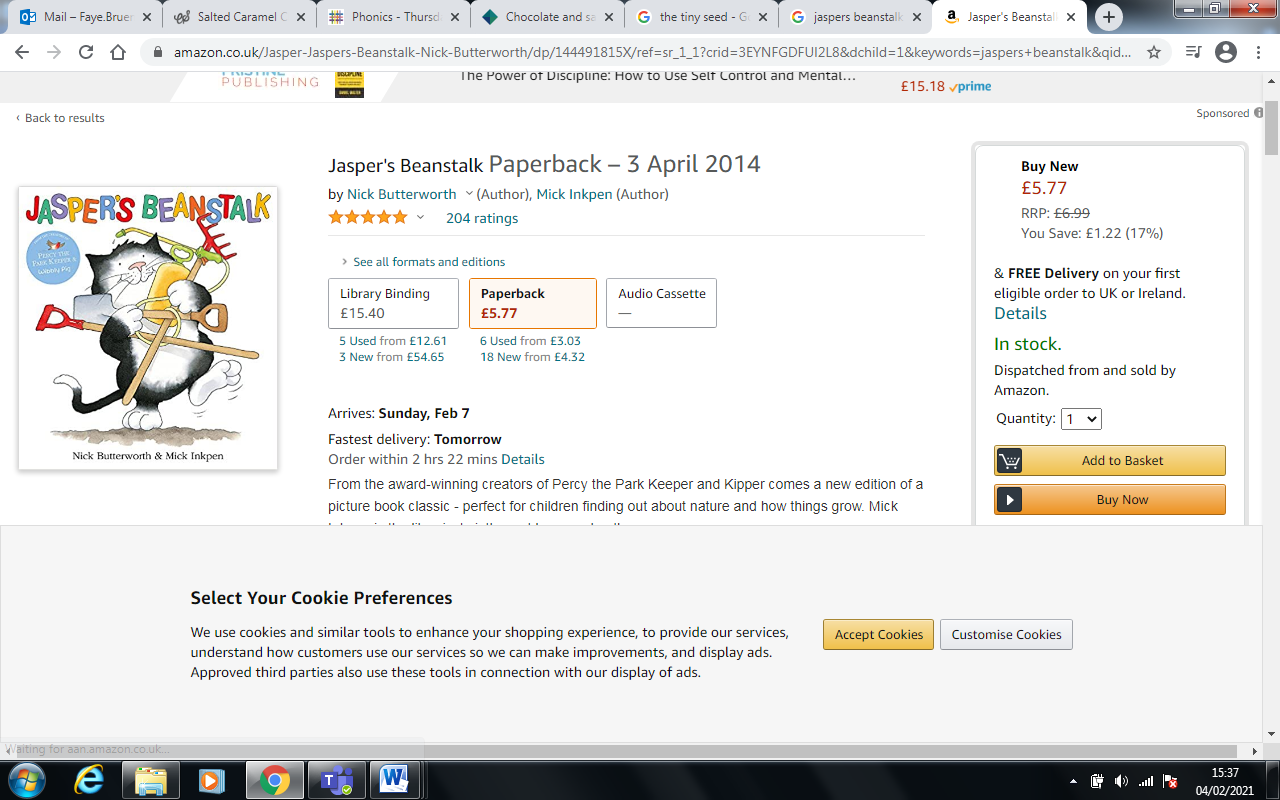 Mail – Faye.Bruer
Salted Caramel C
Phonics - Thursd
Chocolate and sa
the tiny seed - G
jaspers beanstalk
Jasper's Beanstal
amazon.co.uk/Jasper-Jaspers-Beanstalk-Nick-Butterworth/dp/144491815X/ref=sr_1_1?crid=3EYNFGDFUI2L8&dchild=1&keywords=jaspers+beanstalk&qid...
PRISTINE
PUBLISHING
DISCIPLINE
The Power of Discipline: How to Use Self Control and Mental…
£15.18 prime
‹ Back to results
Sponsored
JASPER'S BEANSTALK
PERCY THE
PARK KEEPER &
Wibbly Pig
Nick Butterworth & Mick Inkpen
Jasper's Beanstalk Paperback – 3 April 2014
by Nick Butterworth (Author), Mick Inkpen (Author)
204 ratings
See all formats and editions
Library Binding
£15.40
Paperback
£5.77
Audio Cassette
—
5 Used from £12.61
3 New from £54.65
6 Used from £3.03
18 New from £4.32
Arrives: Sunday, Feb 7
Fastest delivery: Tomorrow
Order within 2 hrs 22 mins Details
From the award-winning creators of Percy the Park Keeper and Kipper comes a new edition of a
picture book classic - perfect for children finding out about nature and how things grow. Mick
Buy New
£5.77
RRP: £6.99
You Save: £1.22 (17%)
& FREE Delivery on your first
eligible order to UK or Ireland.
Details
In stock.
Dispatched from and sold by
Amazon.
Quantity: 1
Add to Basket
Buy Now
Select Your Cookie Preferences
We use cookies and similar tools to enhance your shopping experience, to provide our services,
understand how customers use our services so we can make improvements, and display ads.
Approved third parties also use these tools in connection with our display of ads.
Accept Cookies
Customise Cookies
Waiting for aan.amazon.co.uk...
15:37
04/02/2021